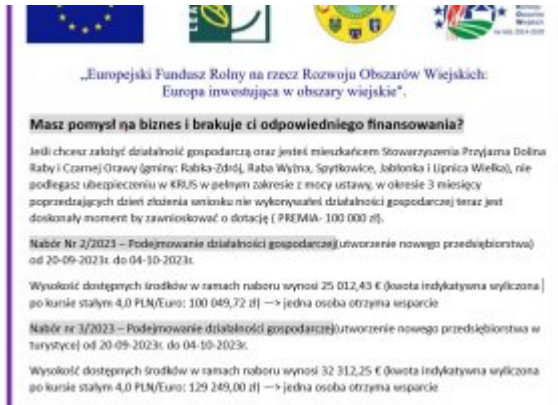 LEA
Obszarów
Wiejskich
na lata 2014-2020
„Europejski Fundusz Rolny na rzecz Rozwoju Obszarów Wiejskich:
Europa inwestująca w obszary wiejskie".
Masz pomysł na biznes i brakuje ci odpowiedniego finansowania?
Jeśli chcesz założyć działalność gospodarczą oraz jesteś mieszkańcem Stowarzyszenia Przyjazna Dolina
Raby i Czarnej Orawy (gminy: Rabka-Zdrój, Raba Wyżna, Spytkowice, Jabłonka i Lipnica Wielka), nie
podlegasz ubezpieczeniu w KRUS w pełnym zakresie z mocy ustawy, w okresie 3 miesięcy
poprzedzających dzień złożenia wniosku nie wykonywałeś działalności gospodarczej teraz jest
doskonały moment by zawnioskować o dotację ( PREMIA- 100 000 zł).
Nabór Nr 2/2023 – Podejmowanie działalności gospodarczej(utworzenie nowego przedsiębiorstwa)
od 20-09-2023r. do 04-10-2023r.
Wysokość dostępnych środków w ramach naboru wynosi 25 012,43 € (kwota indykatywna wyliczona
po kursie stałym 4,0 PLN/Euro: 100 049,72 zł) —> jedna osoba otrzyma wsparcie
Nabór nr 3/2023 – Podejmowanie działalności gospodarczej(utworzenie nowego przedsiębiorstwa w
turystyce) od 20-09-2023r. do 04-10-2023r.
Wysokość dostępnych środków w ramach naboru wynosi 32 312,25 € (kwota indykatywna wyliczona
po kursie stałym 4,0 PLN/Euro: 129 249,00 zł) —> jedna osoba otrzyma wsparcie